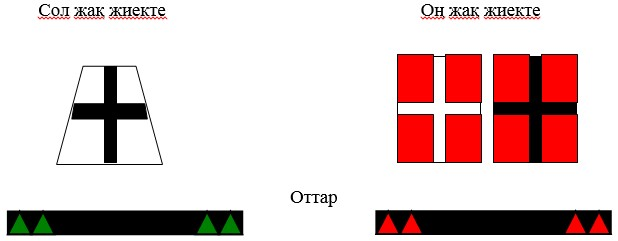 Сол жақ жиекте
Оң жақ жиекте
Оттар